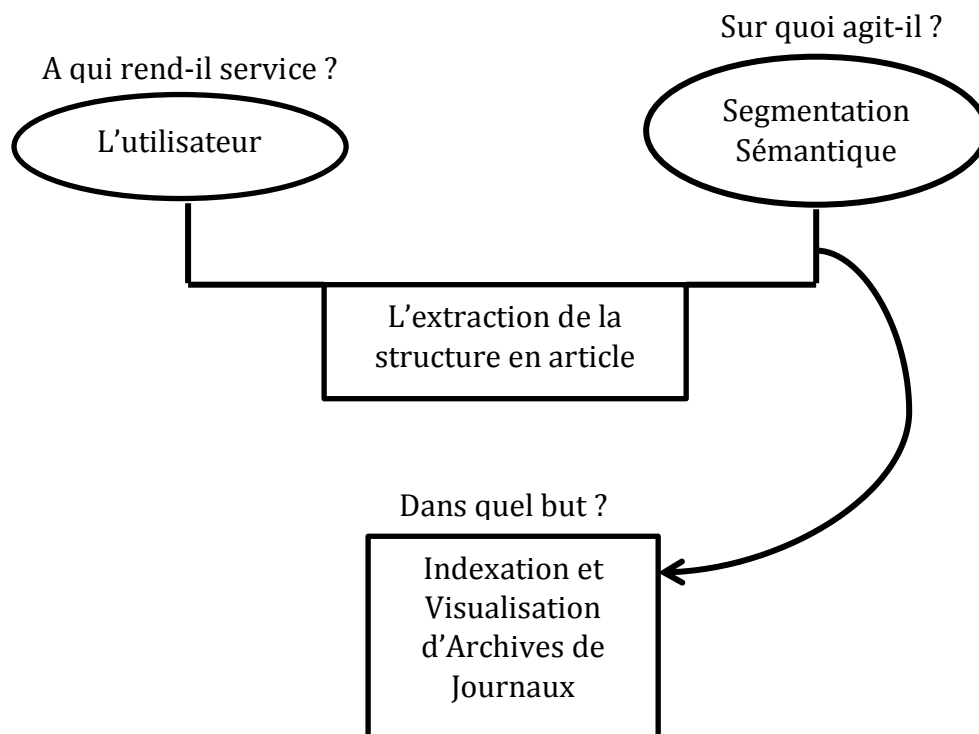 Sur quoi agit-il ?
A qui rend-il service ?
Segmentation
Sémantique
L’utilisateur
L’extraction de la
structure en article
Dans quel but ?
Indexation et
Visualisation
d’Archives de
Journaux